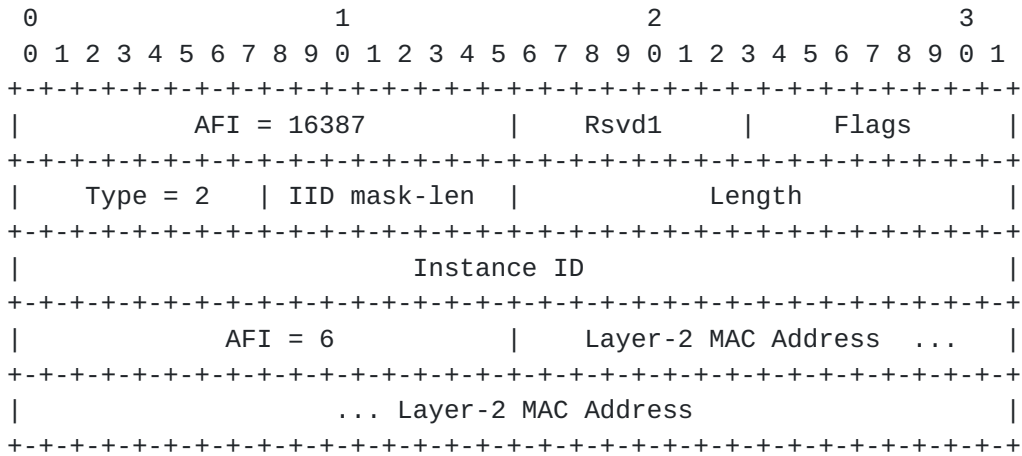 0                   1                   2                   3
 0 1 2 3 4 5 6 7 8 9 0 1 2 3 4 5 6 7 8 9 0 1 2 3 4 5 6 7 8 9 0 1
+-+-+-+-+-+-+-+-+-+-+-+-+-+-+-+-+-+-+-+-+-+-+-+-+-+-+-+-+-+-+-+-+
|           AFI = 16387         |    Rsvd1     |     Flags      |
+-+-+-+-+-+-+-+-+-+-+-+-+-+-+-+-+-+-+-+-+-+-+-+-+-+-+-+-+-+-+-+-+
|    Type = 2   | IID mask-len  |            Length             |
+-+-+-+-+-+-+-+-+-+-+-+-+-+-+-+-+-+-+-+-+-+-+-+-+-+-+-+-+-+-+-+-+
|                         Instance ID                           |
+-+-+-+-+-+-+-+-+-+-+-+-+-+-+-+-+-+-+-+-+-+-+-+-+-+-+-+-+-+-+-+-+
|             AFI = 6           |    Layer-2 MAC Address  ...   |
+-+-+-+-+-+-+-+-+-+-+-+-+-+-+-+-+-+-+-+-+-+-+-+-+-+-+-+-+-+-+-+-+
|                    ... Layer-2 MAC Address                    |
+-+-+-+-+-+-+-+-+-+-+-+-+-+-+-+-+-+-+-+-+-+-+-+-+-+-+-+-+-+-+-+-+